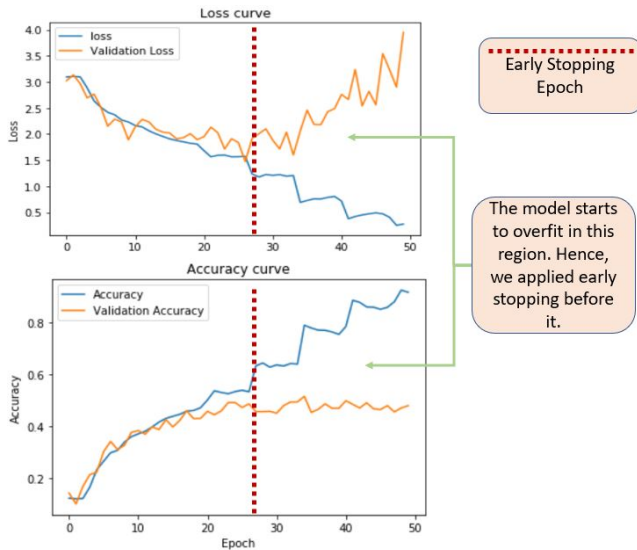 Loss curve
4.0
3.5
3.0
2.5
2.0
1.5
1.0
0.5
Loss
loss
Validation Loss
0 10 20 30 40 50
Accuracy curve
0.8
0.6
0.4
0.2
Accuracy
Accuracy
Validation Accuracy
0 10 20 30 40 50
Epoch
Early Stopping
Epoch
The model starts
to overfit in this
region. Hence,
we applied early
stopping before
it.